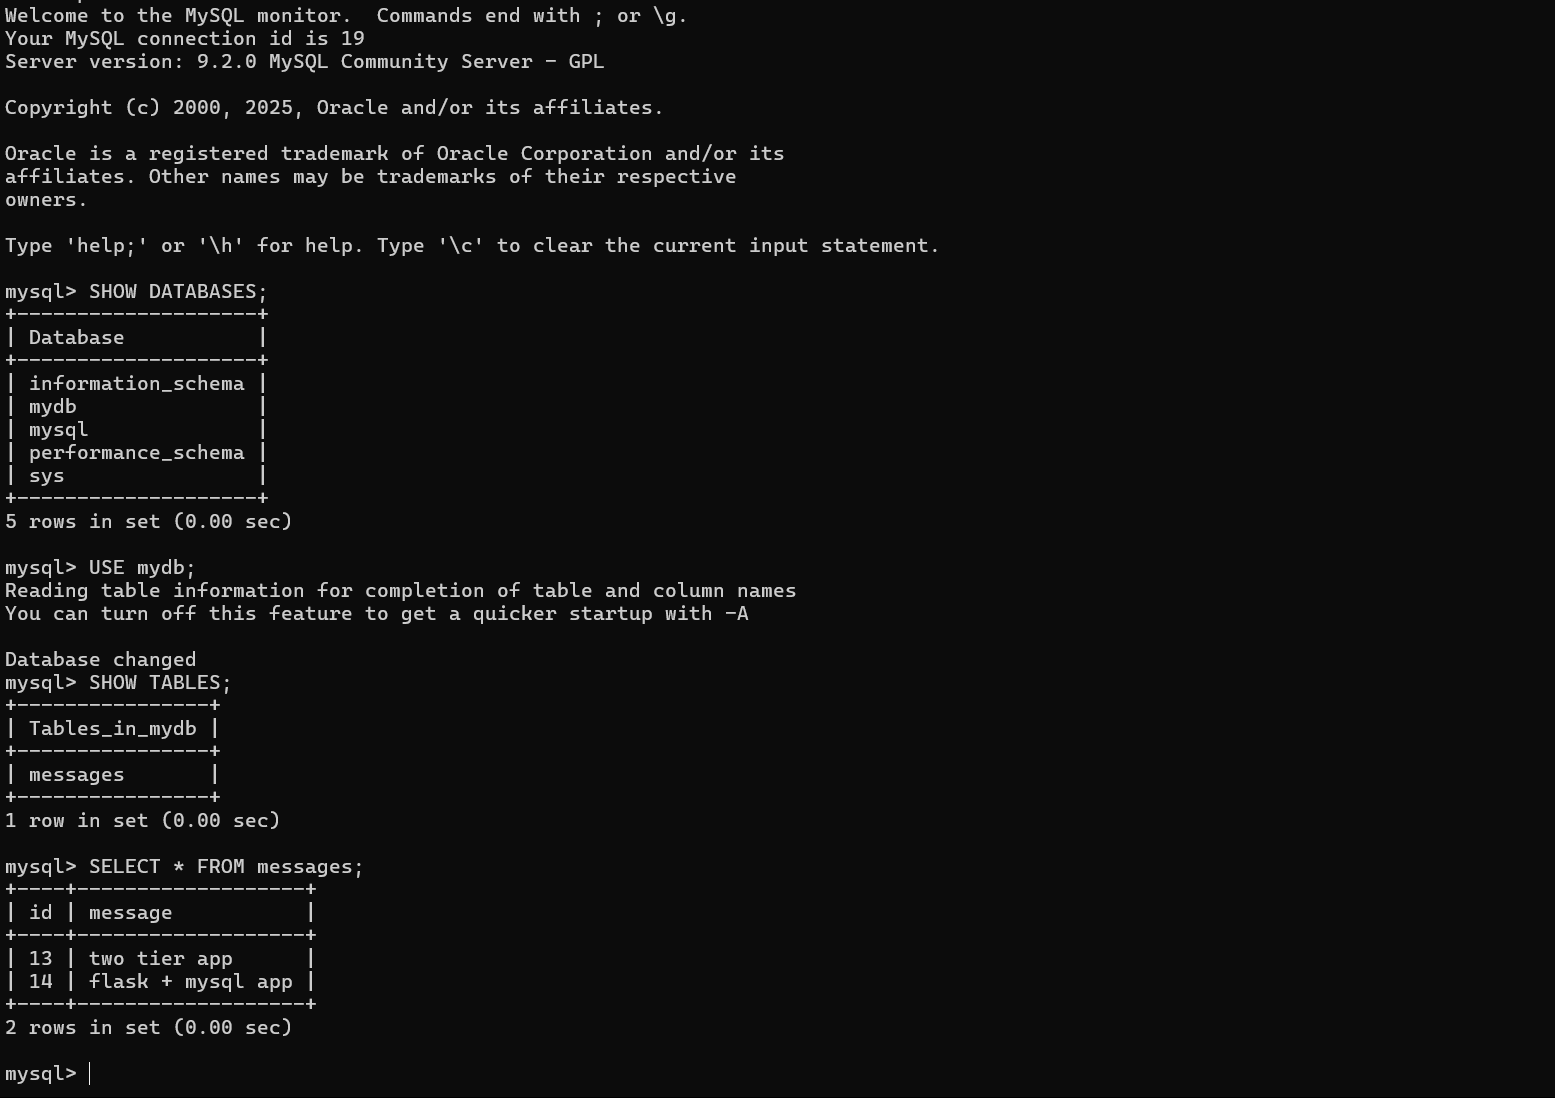 Welcome to the MySQL monitor.  Commands end with ; or \g.
Your MySQL connection id is 19
Server version: 9.2.0 MySQL Community Server - GPL

Copyright (c) 2000, 2025, Oracle and/or its affiliates.

Oracle is a registered trademark of Oracle Corporation and/or its
affiliates. Other names may be trademarks of their respective
owners.

Type 'help;' or '\h' for help. Type '\c' to clear the current input statement.

mysql> SHOW DATABASES;
+--------------------+
| Database           |
+--------------------+
| information_schema |
| mydb               |
| mysql              |
| performance_schema |
| sys                |
+--------------------+
5 rows in set (0.00 sec)

mysql> USE mydb;
Reading table information for completion of table and column names
You can turn off this feature to get a quicker startup with -A

Database changed
mysql> SHOW TABLES;
+----------------+
| Tables_in_mydb |
+----------------+
| messages       |
+----------------+
1 row in set (0.00 sec)

mysql> SELECT * FROM messages;
+----+-------------------+
| id | message           |
+----+-------------------+
| 13 | two tier app      |
| 14 | flask + mysql app |
+----+-------------------+
2 rows in set (0.00 sec)

mysql>